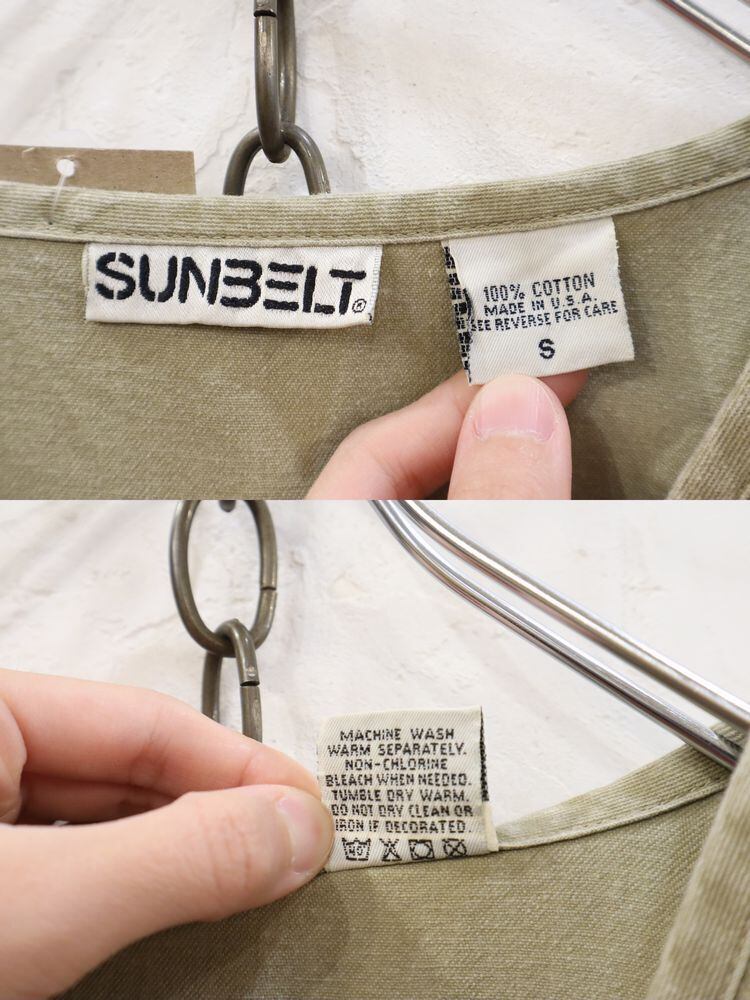 SUNBELT®
100% COTTON
MADE IN U.S.A.
SEE REVERSE FOR CARE
S
MACHINE WASH
WARM SEPARATELY.
NON-CHLORINE
BLEACH WHEN NEEDED.
TUMBLE DRY WARM.
DO NOT DRY CLEAN OR
IRON IF DECORATED